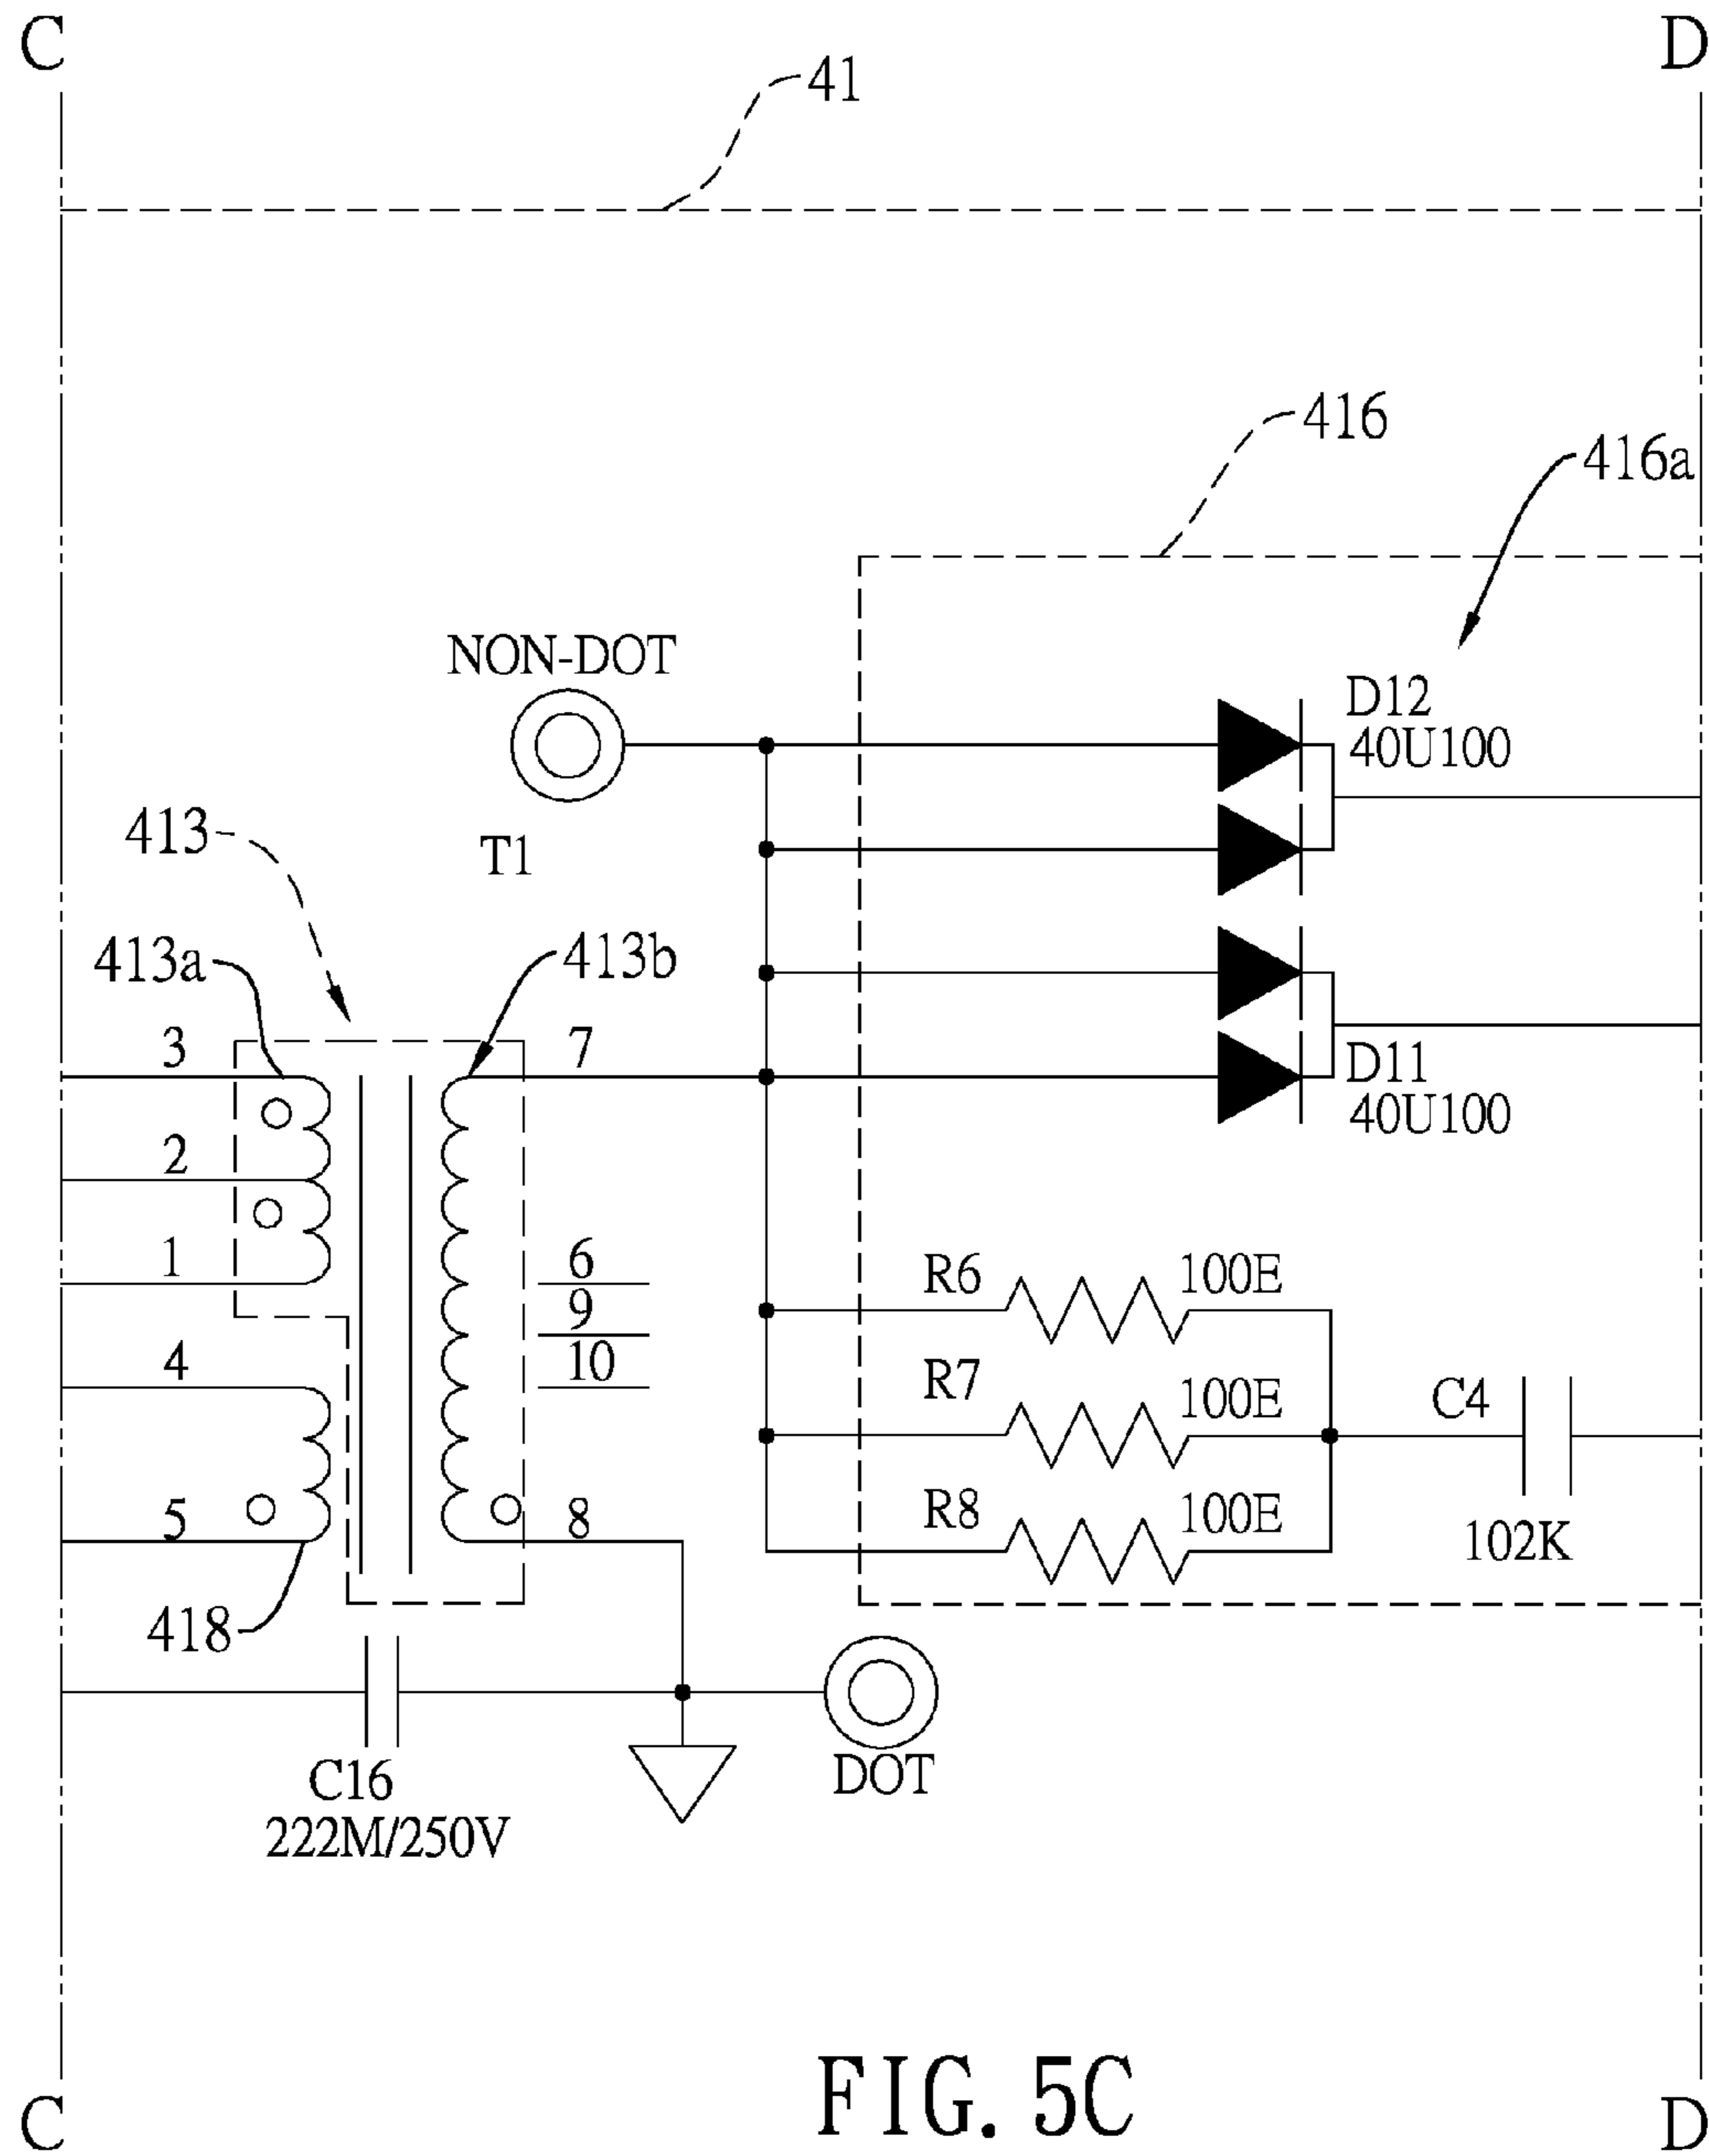 C
D
41
416
416a
NON-DOT
D12
40U100
413
T1
413a
413b
3
7
D11
40U100
2
1
6
9
10
R6
100E
4
R7
100E
C4
5
8
R8
100E
102K
418
C16
222M/250V
DOT
FIG. 5C
C
D